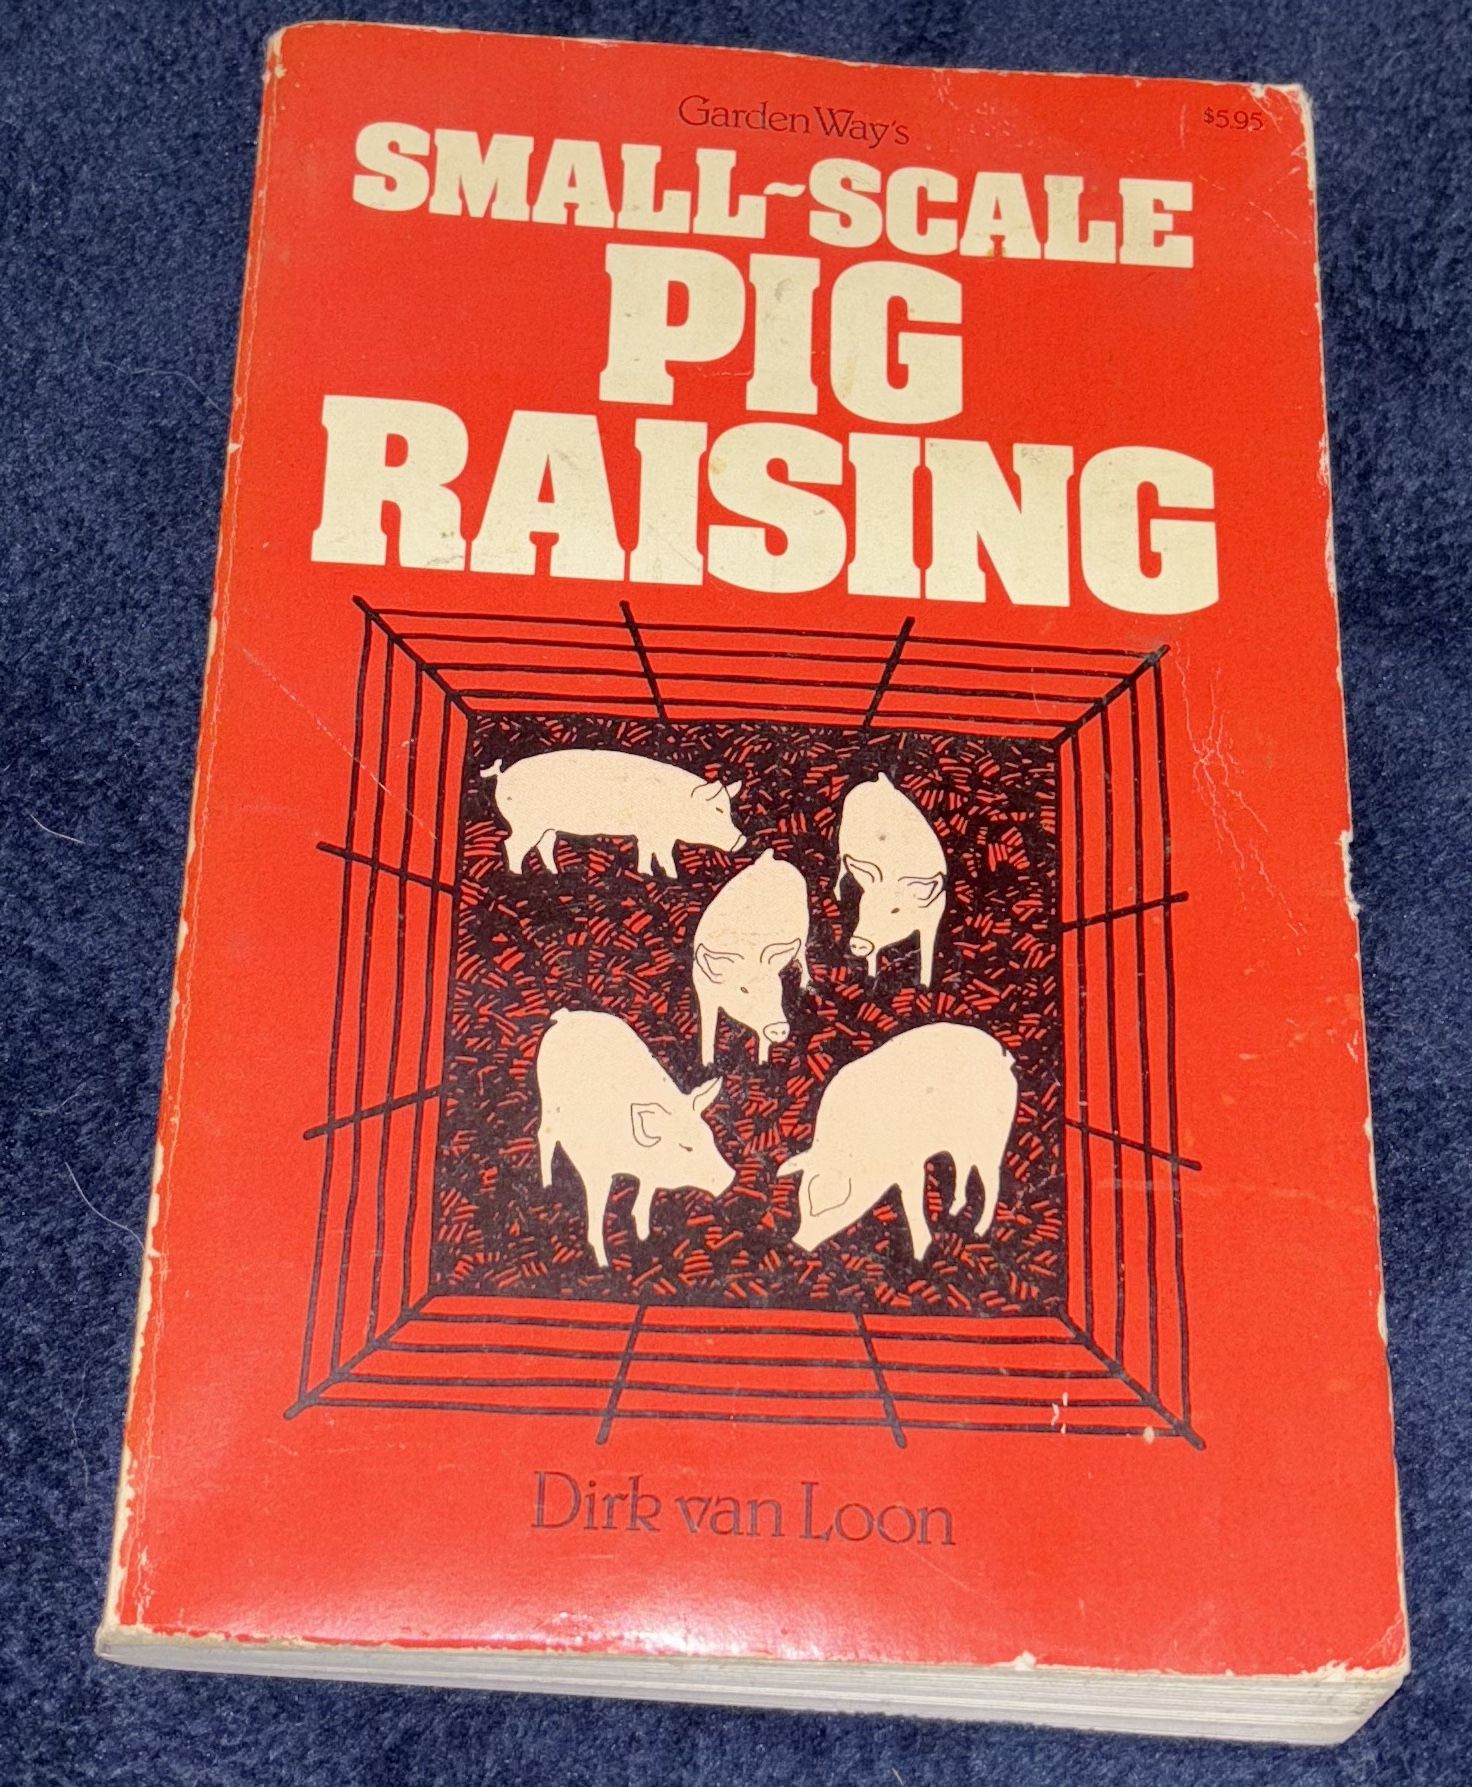 Garden Way's
$5.95
SMALL~SCALE
PIG
RAISING
Dirk van Loon